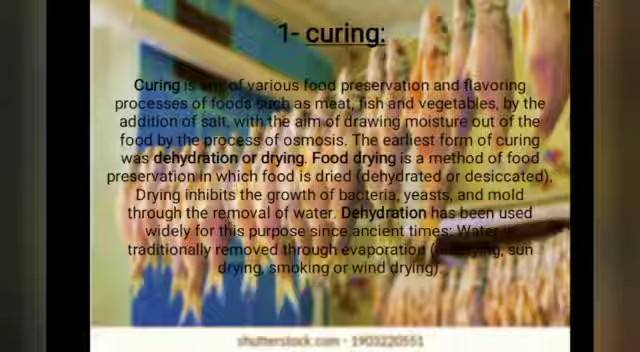 1- curing:
Curing is any of various food preservation and flavoring
processes of foods such as meat, fish and vegetables, by the
addition of salt, with the aim of drawing moisture out of the
food by the process of osmosis. The earliest form of curing
was dehydration or drying. Food drying is a method of food
preservation in which food is dried (dehydrated or desiccated).
Drying inhibits the growth of bacteria, yeasts, and mold
through the removal of water. Dehydration has been used
widely for this purpose since ancient times; Water is
traditionally removed through evaporation (air drying, sun
drying, smoking or wind drying).
shutterstock.com · 1903220551